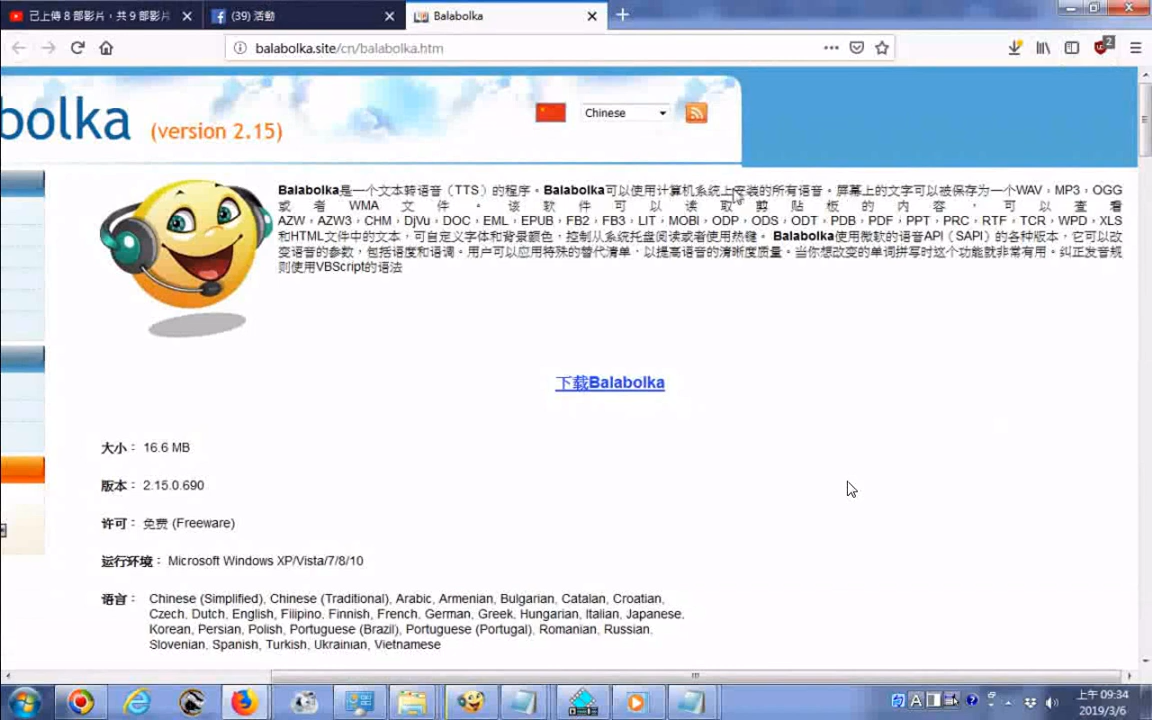 已上傳 8 部影片，共 9 部影片
(39) 活動
Balabolka
balabolka.site/cn/balabolka.htm
2
bolka (version 2.15)
Chinese
Balabolka是一个文本转语音（TTS）的程序。Balabolka可以使用计算机系统上安装的所有语音。屏幕上的文字可以被保存为一个WAV，MP3，OGG
或者WMA文件。该软件可以读取剪贴板的内容，可以查看
AZW，AZW3，CHM，DjVu，DOC，EML，EPUB，FB2，FB3，LIT，MOBI，ODP，ODS，ODT，PDB，PDF，PPT，PRC，RTF，TCR，WPD，XLS
和HTML文件中的文本，可自定义字体和背景颜色，控制从系统托盘阅读或者使用热键。Balabolka使用微软的语音API（SAPI）的各种版本，它可以改
变语音的参数，包括语度和语调。用户可以应用特殊的替代清单，以提高语音的清晰度质量。当你想改变的单词拼写时这个功能就非常有用。纠正发音规
则使用VBScript的语法
下载Balabolka
大小： 16.6 MB
版本： 2.15.0.690
许可： 免费 (Freeware)
运行环境： Microsoft Windows XP/Vista/7/8/10
语言： Chinese (Simplified), Chinese (Traditional), Arabic, Armenian, Bulgarian, Catalan, Croatian,
Czech, Dutch, English, Filipino, Finnish, French, German, Greek, Hungarian, Italian, Japanese,
Korean, Persian, Polish, Portuguese (Brazil), Portuguese (Portugal), Romanian, Russian,
Slovenian, Spanish, Turkish, Ukrainian, Vietnamese
A
上午 09:34
2019/3/6